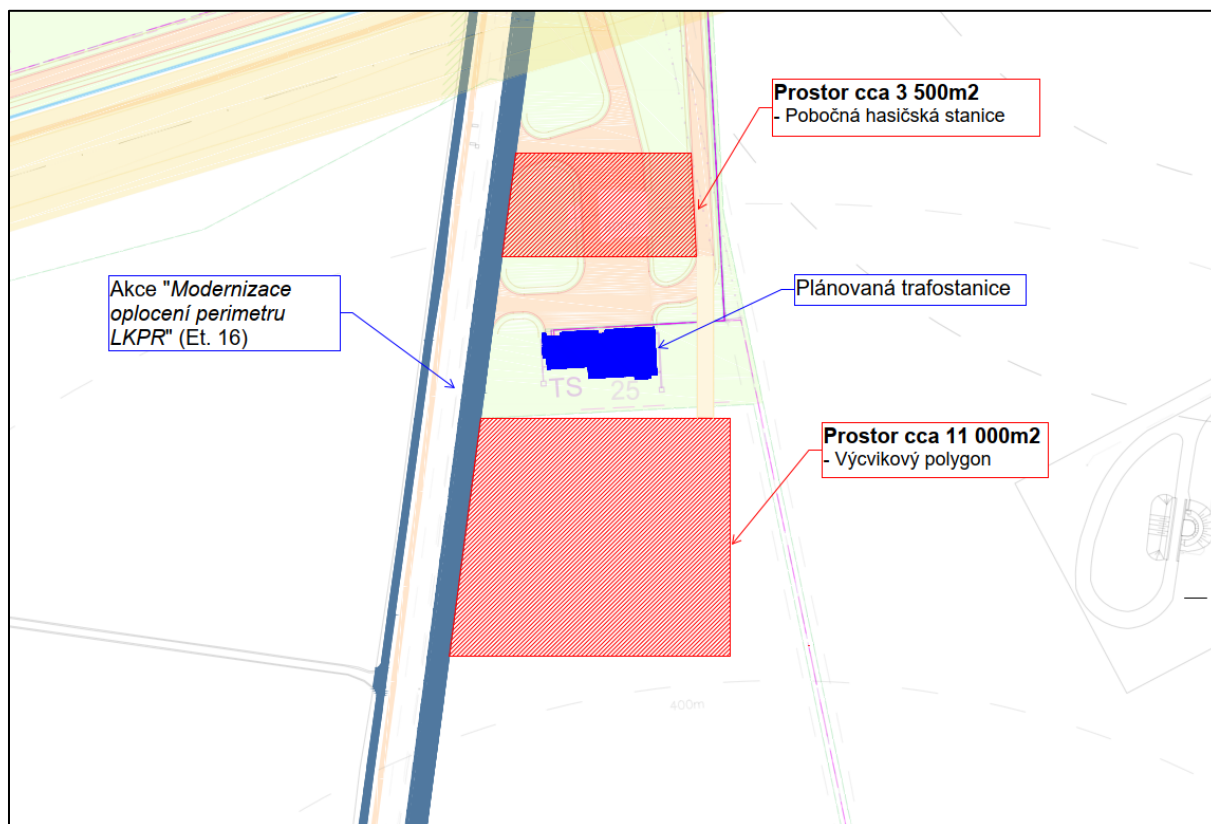 Prostor cca 3 500m2
- Pobočná hasičská stanice
Akce "Modernizace
oplocení perimetru
LKPR" (Et. 16)
Plánovaná trafostanice
TS 25
Prostor cca 11 000m2
- Výcvikový polygon
400m